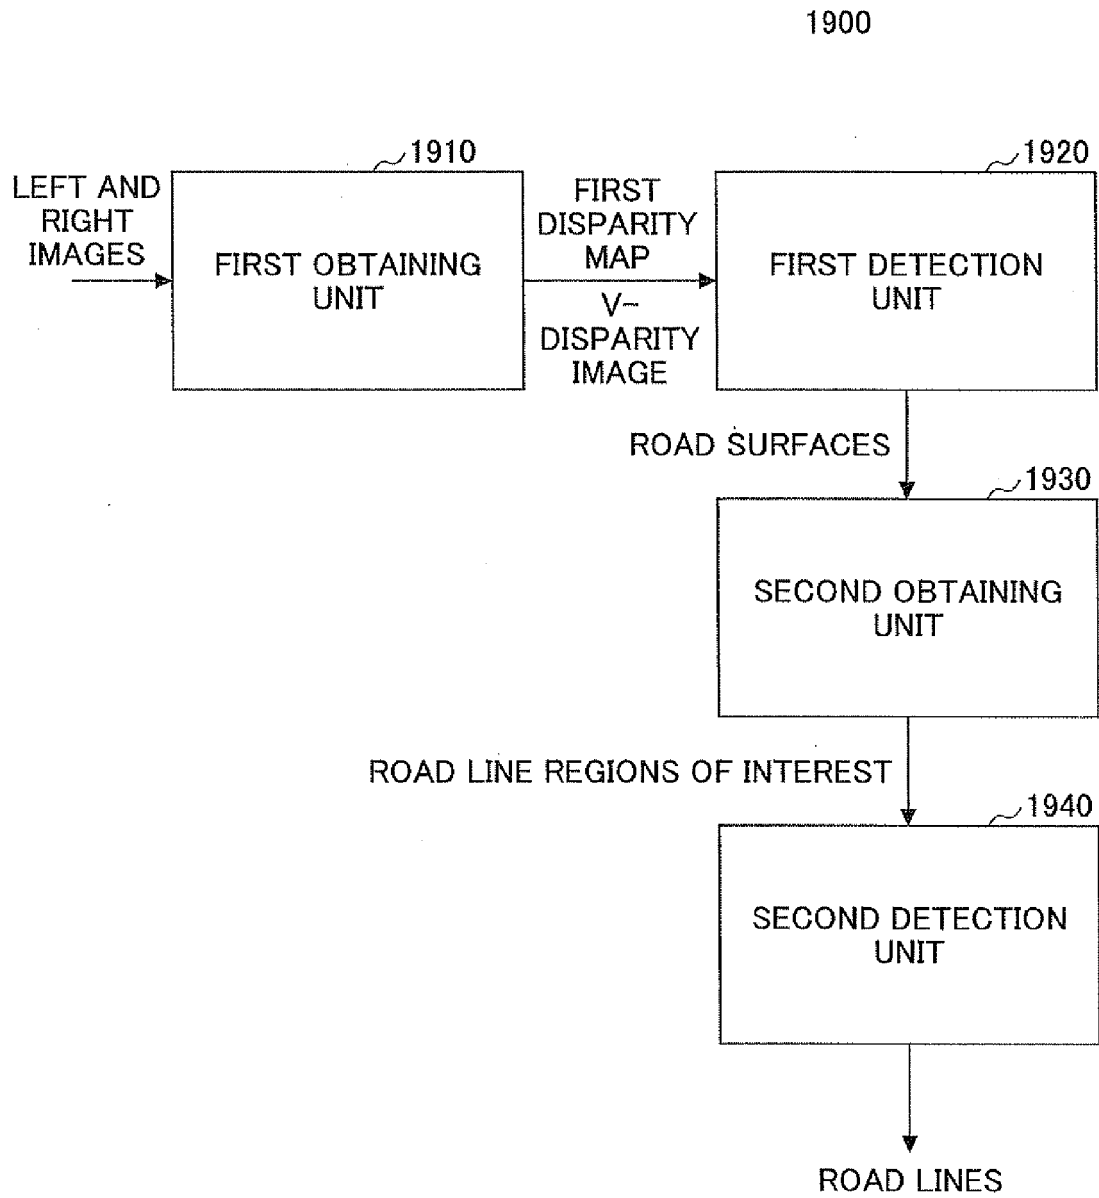 1900
1910
LEFT AND
RIGHT
IMAGES
FIRST OBTAINING
UNIT
FIRST
DISPARITY
MAP
V-
DISPARITY
IMAGE
1920
FIRST DETECTION
UNIT
ROAD SURFACES
1930
SECOND OBTAINING
UNIT
ROAD LINE REGIONS OF INTEREST
1940
SECOND DETECTION
UNIT
ROAD LINES